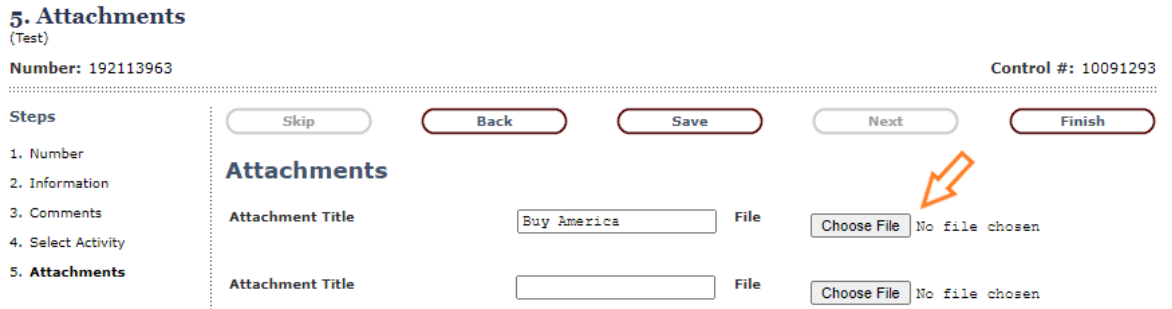 5. Attachments
(Test)
Number: 192113963 Control #: 10091293
Steps
1. Number
2. Information
3. Comments
4. Select Activity
5. Attachments
Skip Back Save Next Finish
Attachments
Attachment Title Buy America File Choose File No file chosen
Attachment Title File Choose File No file chosen